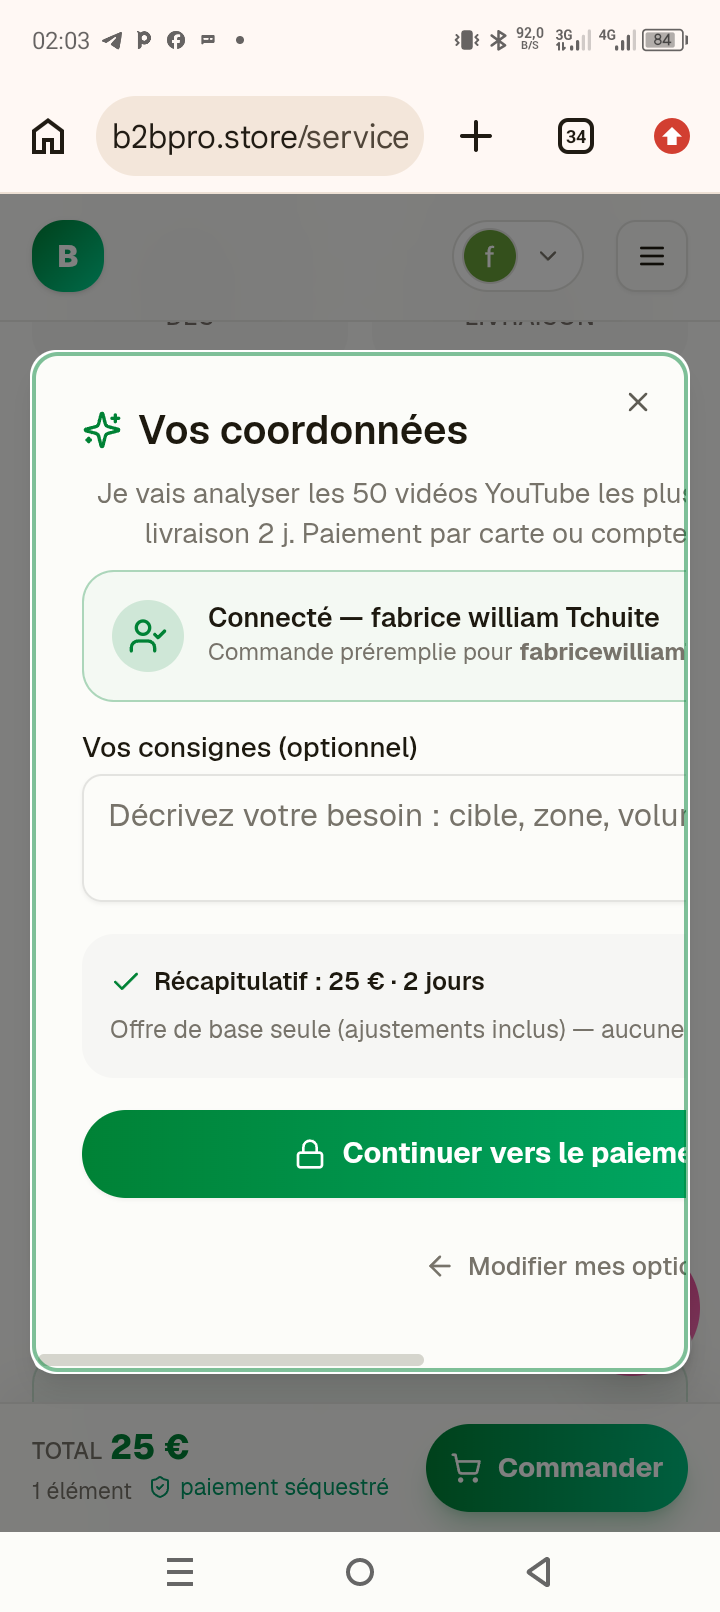 02:03
92,0
B/S
3G
4G
84
b2bpro.store/service
34
B
f
Vos coordonnées
Je vais analyser les 50 vidéos YouTube les plus
livraison 2 j. Paiement par carte ou compte
Connecté — fabrice william Tchuite
Commande préremplie pour fabricewilliam
Vos consignes (optionnel)
Décrivez votre besoin : cible, zone, volum
Récapitulatif : 25 € · 2 jours
Offre de base seule (ajustements inclus) — aucune
Continuer vers le paieme
Modifier mes optio
TOTAL 25 €
1 élément paiement séquestré
Commander